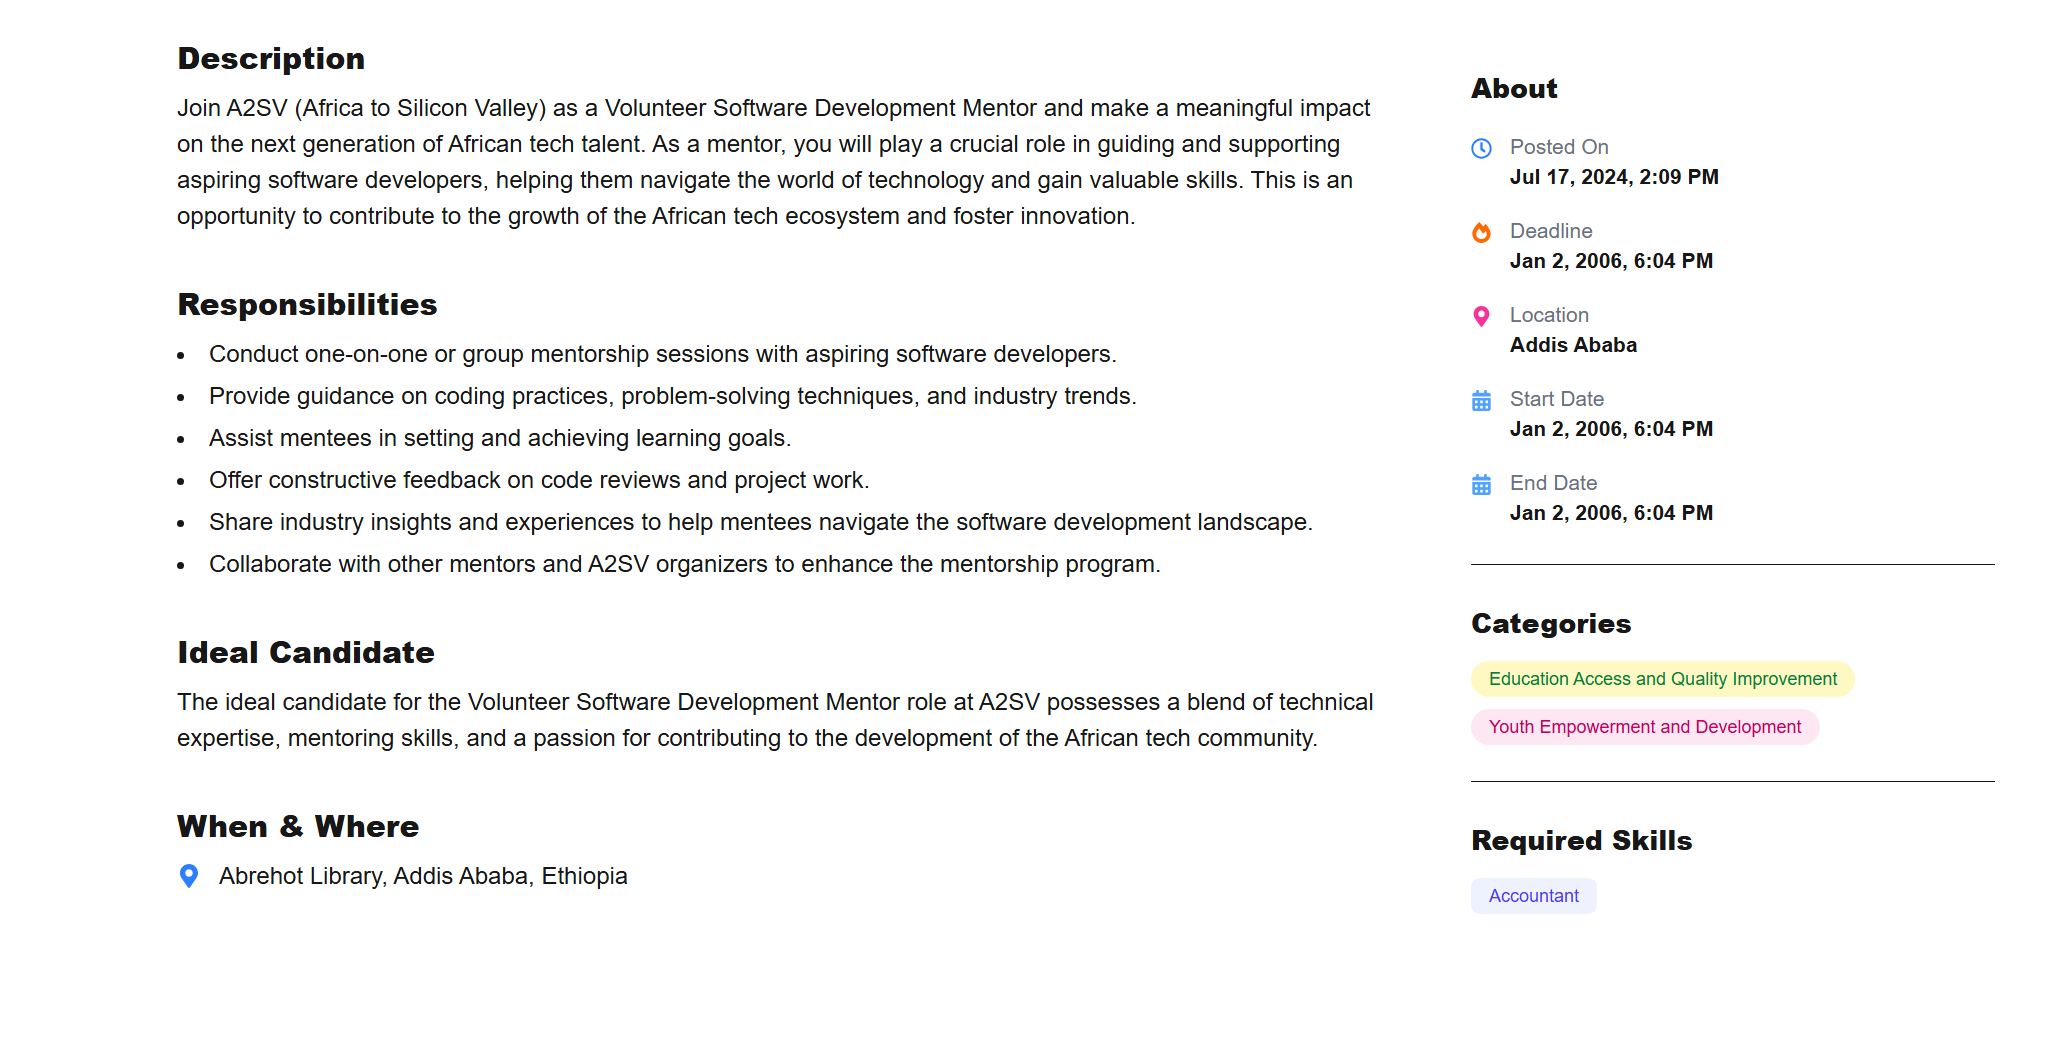 Description
Join A2SV (Africa to Silicon Valley) as a Volunteer Software Development Mentor and make a meaningful impact
on the next generation of African tech talent. As a mentor, you will play a crucial role in guiding and supporting
aspiring software developers, helping them navigate the world of technology and gain valuable skills. This is an
opportunity to contribute to the growth of the African tech ecosystem and foster innovation.
Responsibilities
• Conduct one-on-one or group mentorship sessions with aspiring software developers.
• Provide guidance on coding practices, problem-solving techniques, and industry trends.
• Assist mentees in setting and achieving learning goals.
• Offer constructive feedback on code reviews and project work.
• Share industry insights and experiences to help mentees navigate the software development landscape.
• Collaborate with other mentors and A2SV organizers to enhance the mentorship program.
Ideal Candidate
The ideal candidate for the Volunteer Software Development Mentor role at A2SV possesses a blend of technical
expertise, mentoring skills, and a passion for contributing to the development of the African tech community.
When & Where
Abrehot Library, Addis Ababa, Ethiopia
About
Posted On
Jul 17, 2024, 2:09 PM
Deadline
Jan 2, 2006, 6:04 PM
Location
Addis Ababa
Start Date
Jan 2, 2006, 6:04 PM
End Date
Jan 2, 2006, 6:04 PM
Categories
Education Access and Quality Improvement
Youth Empowerment and Development
Required Skills
Accountant